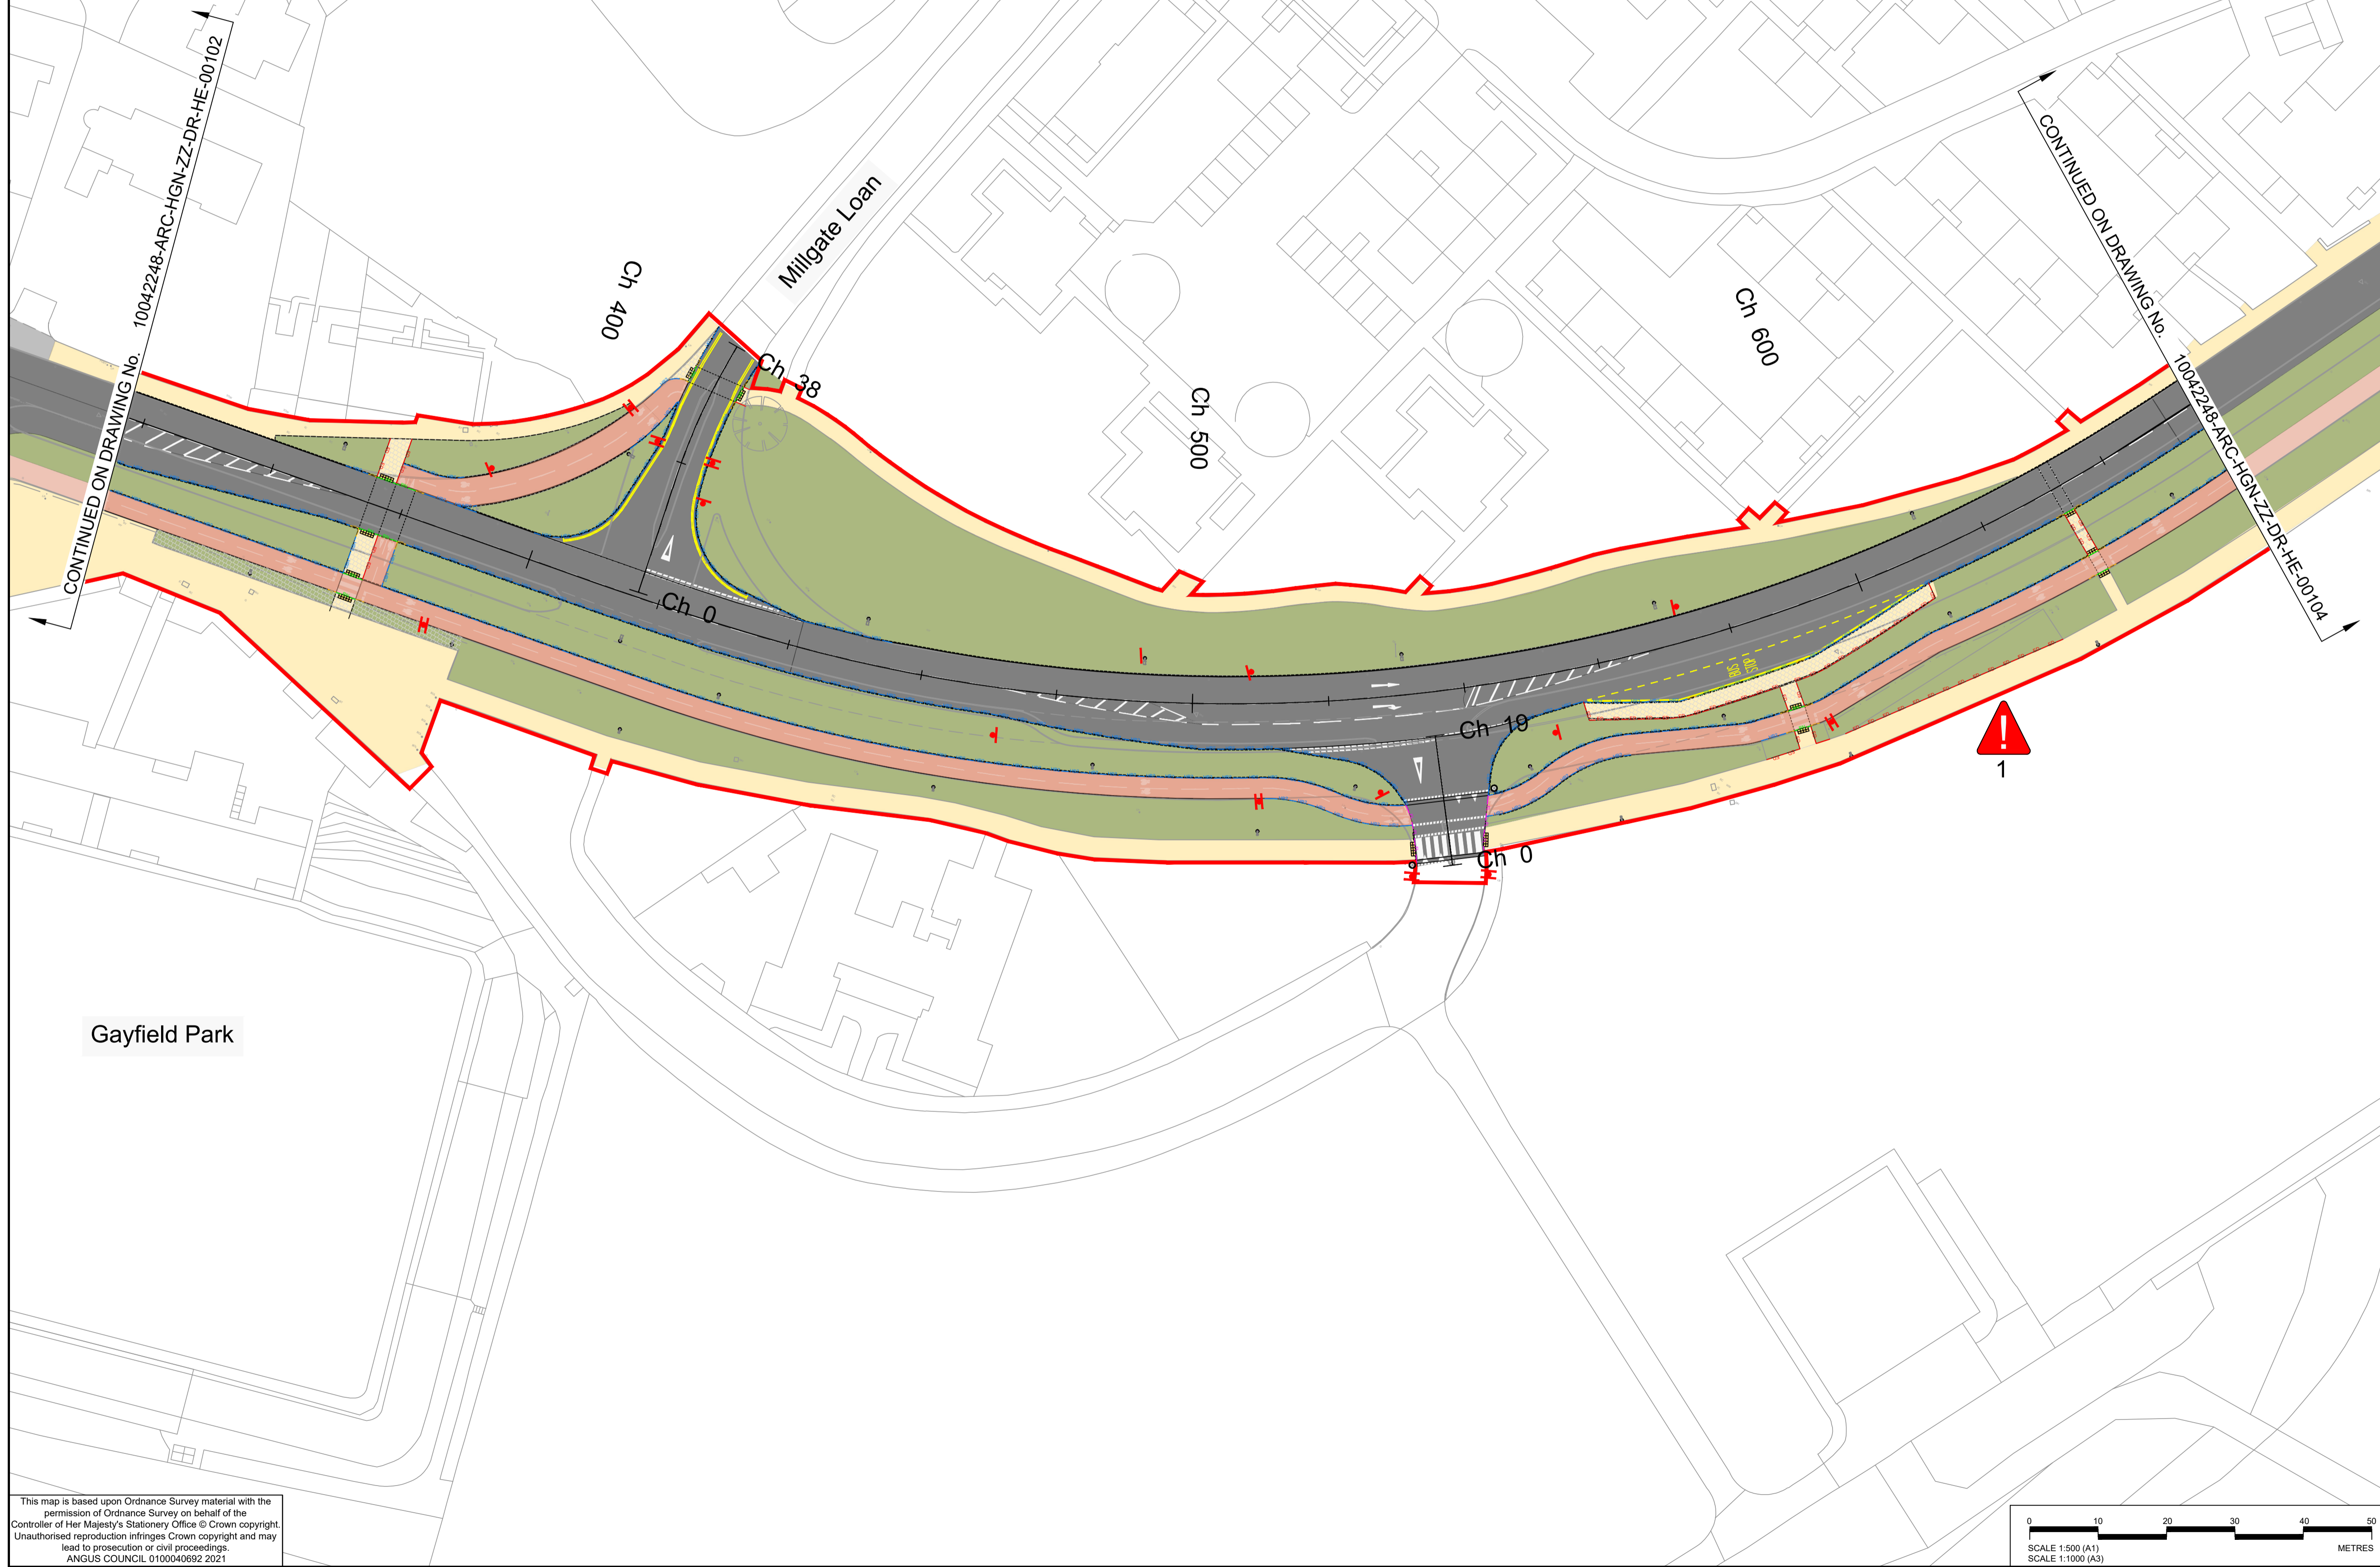 CONTINUED ON DRAWING No. 10042248-ARC-HGN-ZZ-DR-HE-00102
Ch 400
Millgate Loan
Ch 38
Ch 0
Ch 500
Ch 600
CONTINUED ON DRAWING No. 10042248-ARC-HGN-ZZ-DR-HE-00104
BUS
STOP
Ch 19
Ch 0
!
1
Gayfield Park
This map is based upon Ordnance Survey material with the
permission of Ordnance Survey on behalf of the
Controller of Her Majesty's Stationery Office © Crown copyright.
Unauthorised reproduction infringes Crown copyright and may
lead to prosecution or civil proceedings.
ANGUS COUNCIL 0100040692 2021
0 10 20 30 40 50
SCALE 1:500 (A1) METRES
SCALE 1:1000 (A3)